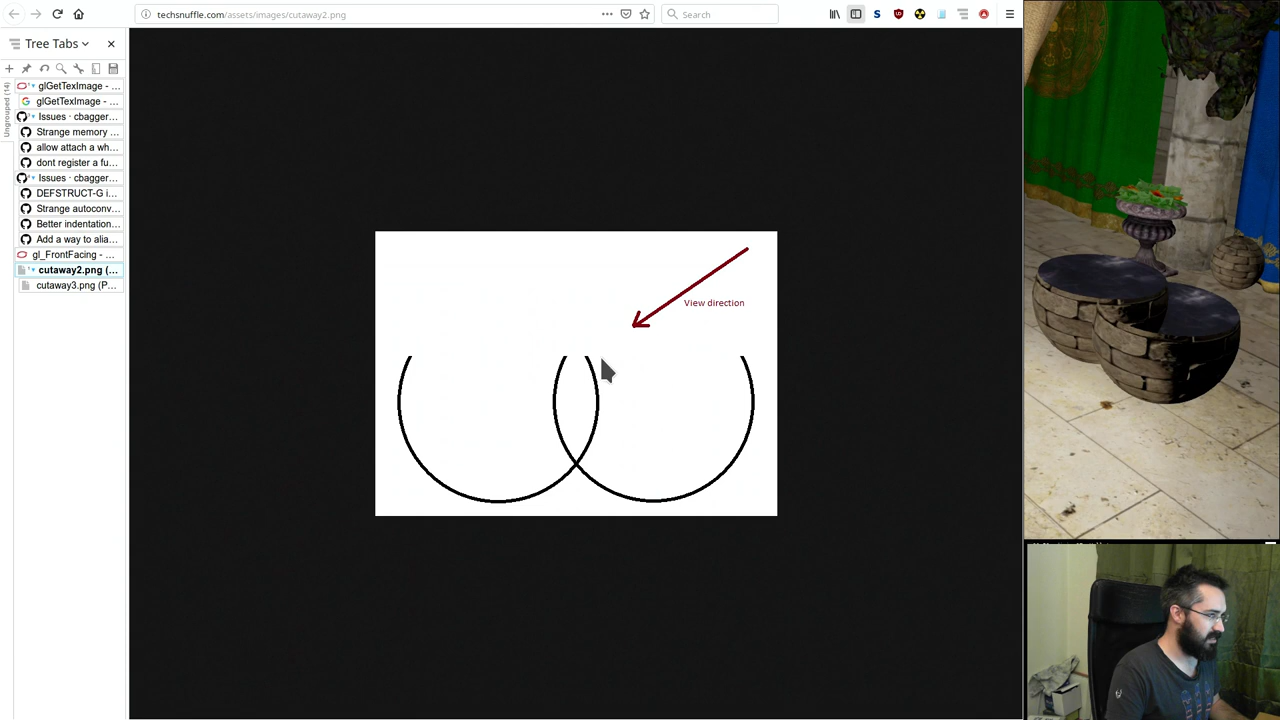 techsnuffle.com/assets/images/cutaway2.png
Search
Tree Tabs
Ungrouped (14)
glGetTexImage - ...
glGetTexImage - ...
Issues · cbagger...
Strange memory ...
allow attach a wh...
dont register a fu...
Issues · cbagger...
DEFSTRUCT-G i...
Strange autoconv...
Better indentation...
Add a way to alia...
gl_FrontFacing - ...
cutaway2.png (...
cutaway3.png (P...
View direction